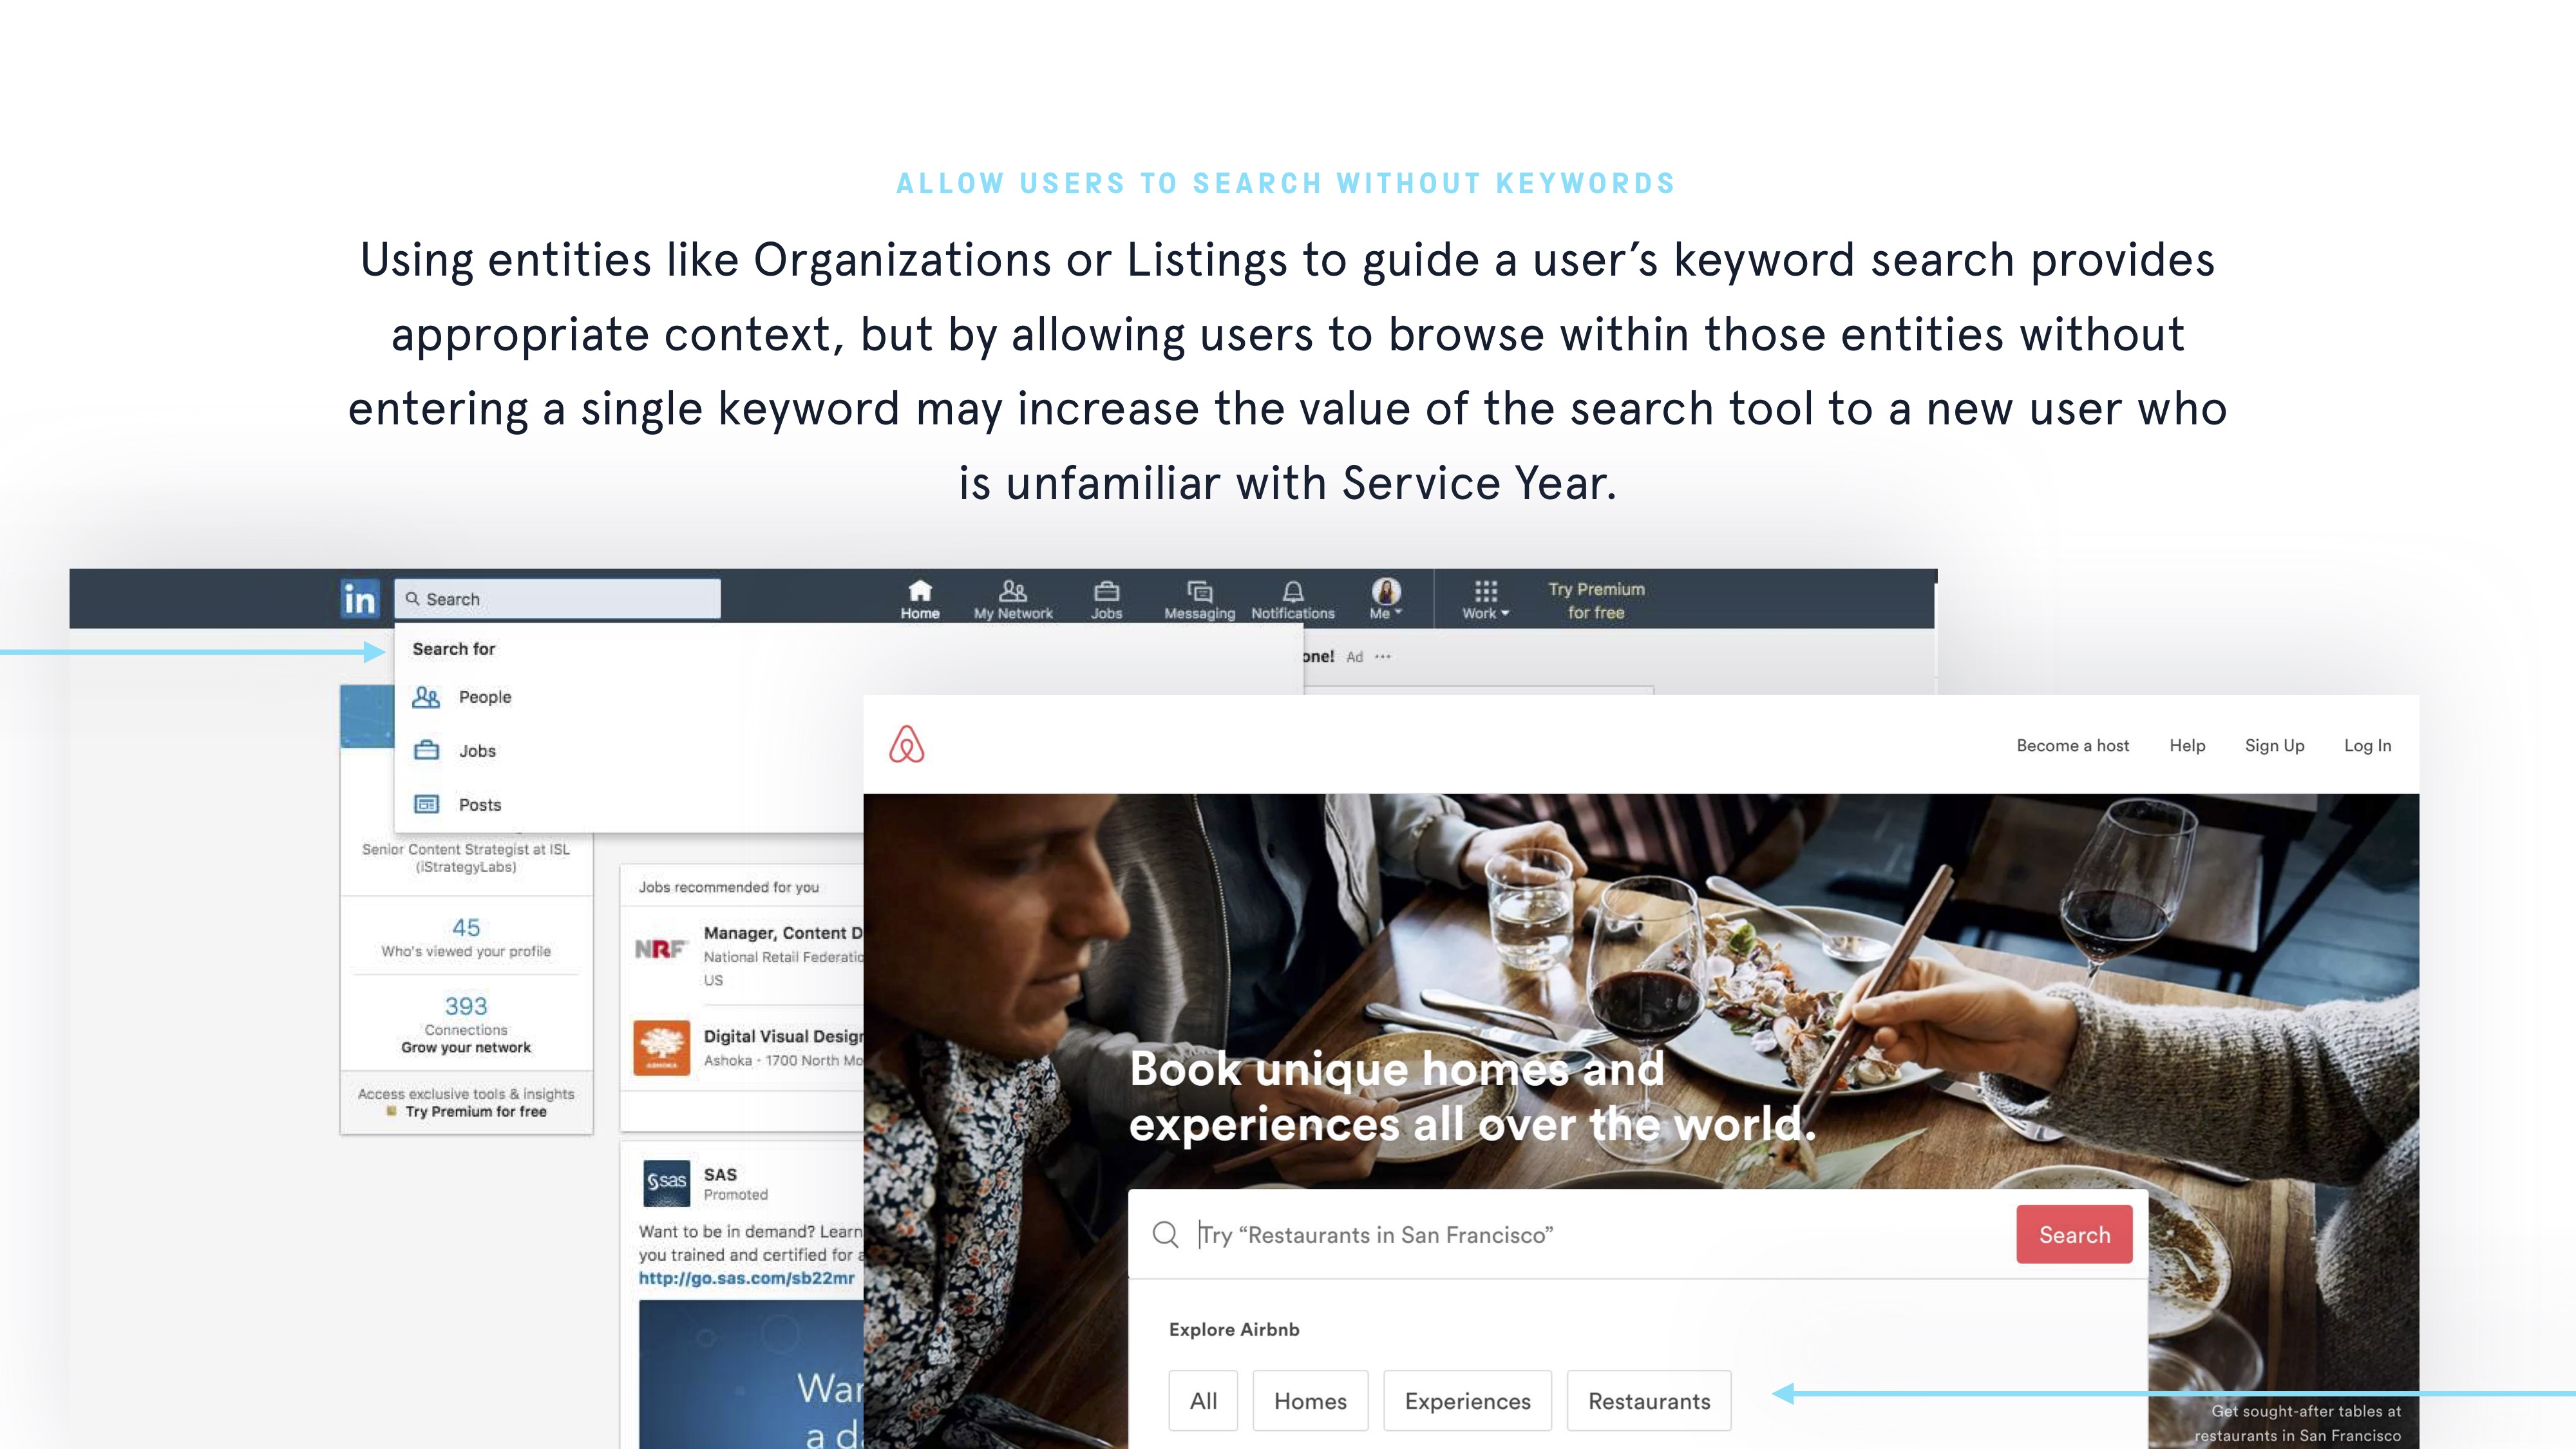 ALLOW USERS TO SEARCH WITHOUT KEYWORDS
Using entities like Organizations or Listings to guide a user’s keyword search provides
appropriate context, but by allowing users to browse within those entities without
entering a single keyword may increase the value of the search tool to a new user who
is unfamiliar with Service Year.
in
Search
Home
My Network
Jobs
Messaging
Notifications
Me
Work
Try Premium
for free
Search for
People
Jobs
Posts
one! Ad ···
Senior Content Strategist at ISL
(iStrategyLabs)
45
Who's viewed your profile
393
Connections
Grow your network
Access exclusive tools & insights
Try Premium for free
Jobs recommended for you
NRF
Manager, Content D
National Retail Federatio
US
ASHOKA
Digital Visual Design
Ashoka - 1700 North Mo
sas
SAS
Promoted
Want to be in demand? Learn
you trained and certified for a
http://go.sas.com/sb22mr
Wan
a da
Become a host
Help
Sign Up
Log In
Book unique homes and
experiences all over the world.
Try “Restaurants in San Francisco”
Search
Explore Airbnb
All
Homes
Experiences
Restaurants
Get sought-after tables at
restaurants in San Francisco